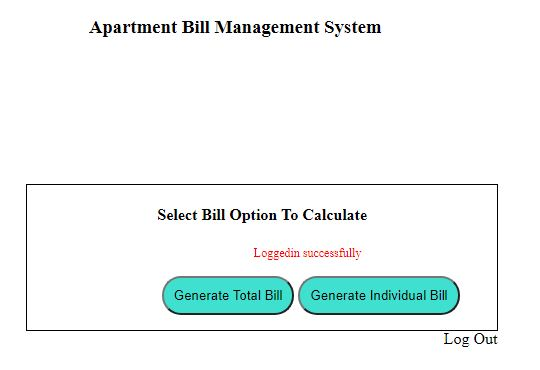 Apartment Bill Management System
Select Bill Option To Calculate
Loggedin successfully
Generate Total Bill Generate Individual Bill
Log Out